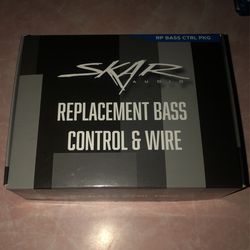 RP BASS CTRL PKG
SKAR
AUDIO
REPLACEMENT BASS
CONTROL & WIRE